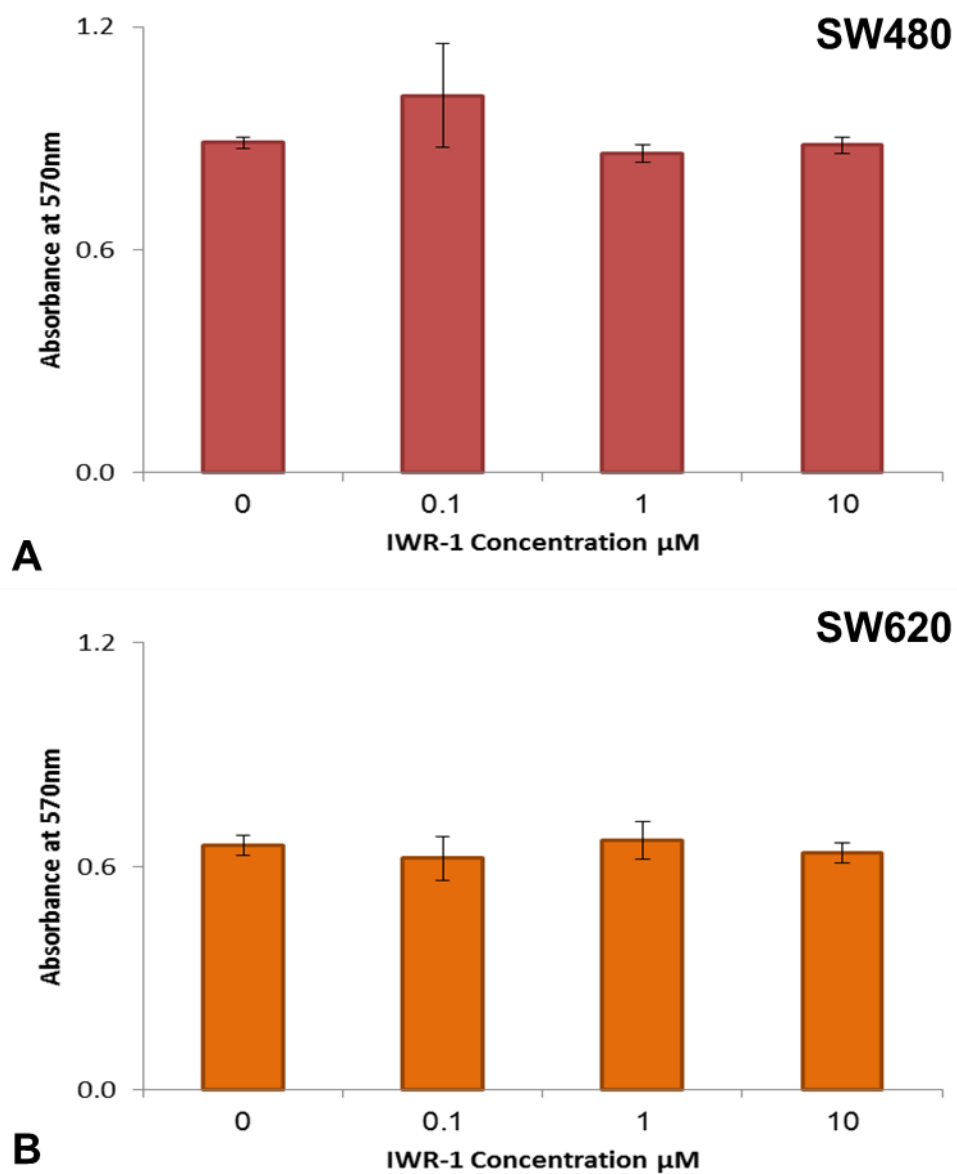 SW480
1.2
0.6
0.0
Absorbance at 570nm
0 0.1 1 10
IWR-1 Concentration µM
A
SW620
1.2
0.6
0.0
Absorbance at 570nm
0 0.1 1 10
IWR-1 Concentration µM
B